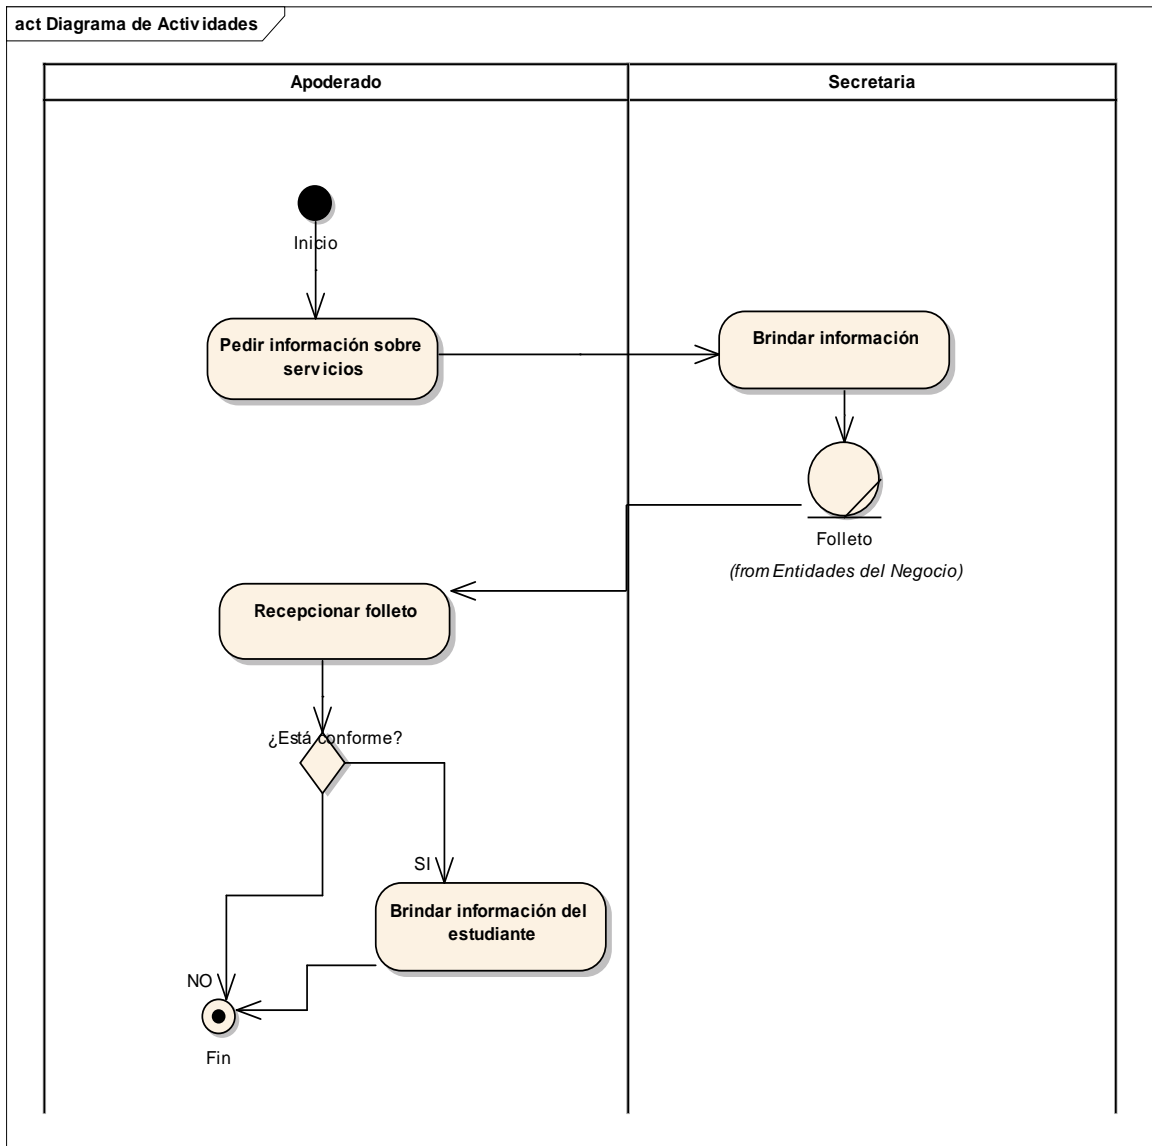 act Diagrama de Actividades
Apoderado
Secretaria
Inicio
Pedir información sobre
servicios
Brindar información
Folleto
(from Entidades del Negocio)
Recepcionar folleto
¿Está conforme?
SI
Brindar información del
estudiante
NO
Fin